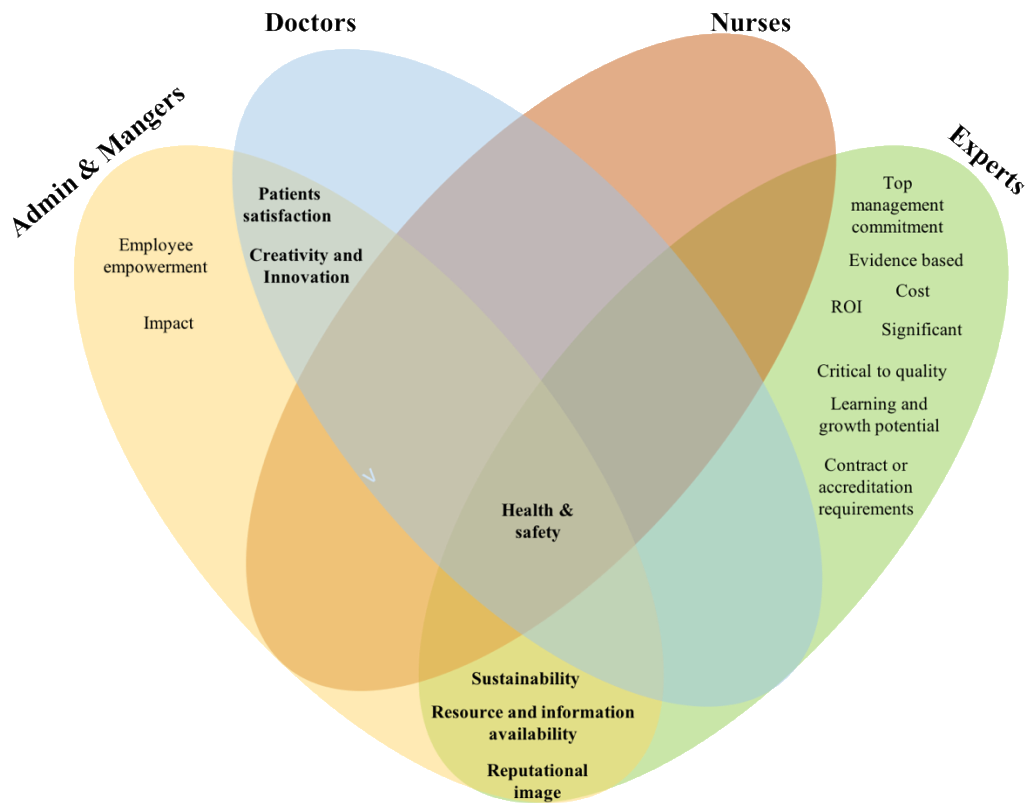 Doctors
Nurses
Admin & Mangers
Experts
Patients
satisfaction
Creativity and
Innovation
Employee
empowerment
Impact
Top
management
commitment
Evidence based
Cost
ROI
Significant
Critical to quality
Learning and
growth potential
Contract or
accreditation
requirements
v
Health &
safety
Sustainability
Resource and information
availability
Reputational
image